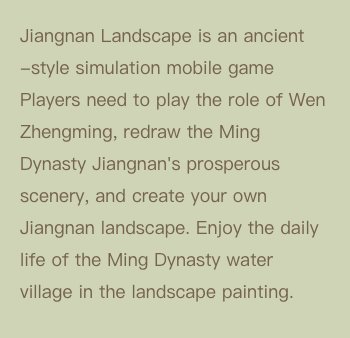 Jiangnan Landscape is an ancient
-style simulation mobile game
Players need to play the role of Wen
Zhengming, redraw the Ming
Dynasty Jiangnan's prosperous
scenery, and create your own
Jiangnan landscape. Enjoy the daily
life of the Ming Dynasty water
village in the landscape painting.